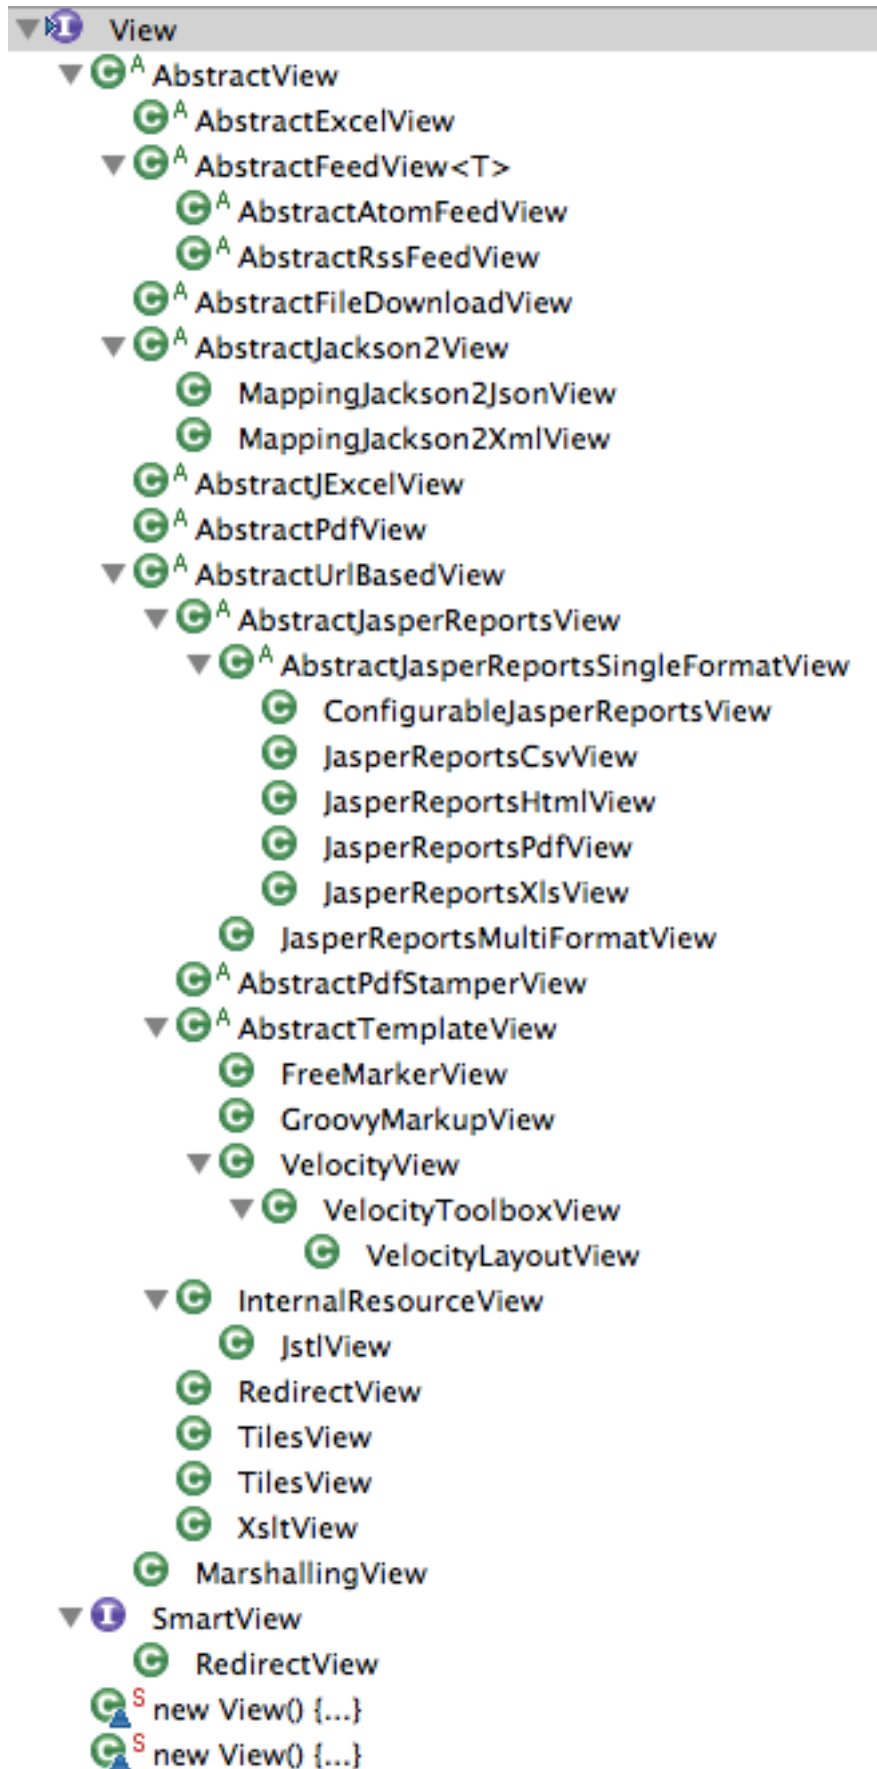 View
A AbstractView
A AbstractExcelView
A AbstractFeedView<T>
A AbstractAtomFeedView
A AbstractRssFeedView
A AbstractFileDownloadView
A AbstractJackson2View
MappingJackson2JsonView
MappingJackson2XmlView
A AbstractJExcelView
A AbstractPdfView
A AbstractUrlBasedView
A AbstractJasperReportsView
A AbstractJasperReportsSingleFormatView
ConfigurableJasperReportsView
JasperReportsCsvView
JasperReportsHtmlView
JasperReportsPdfView
JasperReportsXlsView
JasperReportsMultiFormatView
A AbstractPdfStamperView
A AbstractTemplateView
FreeMarkerView
GroovyMarkupView
VelocityView
VelocityToolboxView
VelocityLayoutView
InternalResourceView
JstlView
RedirectView
TilesView
TilesView
XsltView
MarshallingView
SmartView
RedirectView
S new View() {...}
S new View() {...}